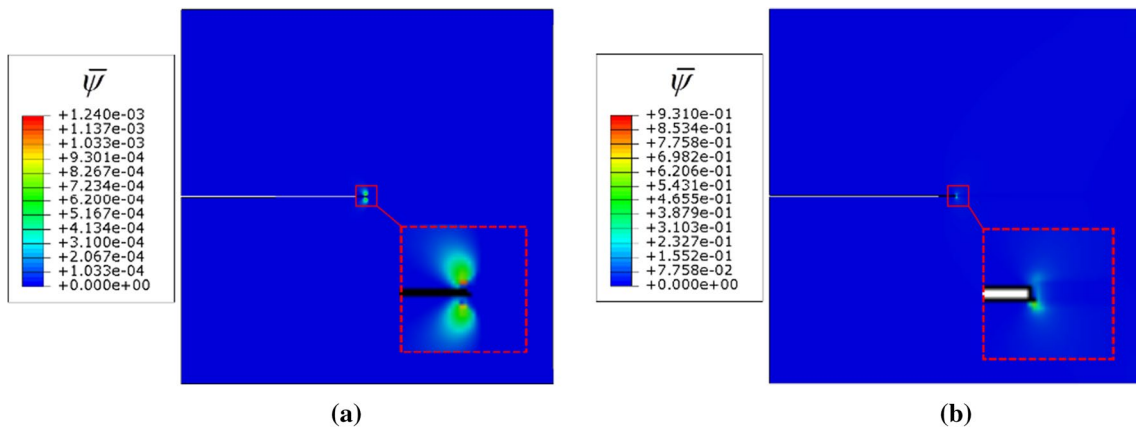 ψ̅
+1.240e-03
+1.137e-03
+1.033e-03
+9.301e-04
+8.267e-04
+7.234e-04
+6.200e-04
+5.167e-04
+4.134e-04
+3.100e-04
+2.067e-04
+1.033e-04
+0.000e+00
(a)
ψ̅
+9.310e-01
+8.534e-01
+7.758e-01
+6.982e-01
+6.206e-01
+5.431e-01
+4.655e-01
+3.879e-01
+3.103e-01
+2.327e-01
+1.552e-01
+7.758e-02
+0.000e+00
(b)